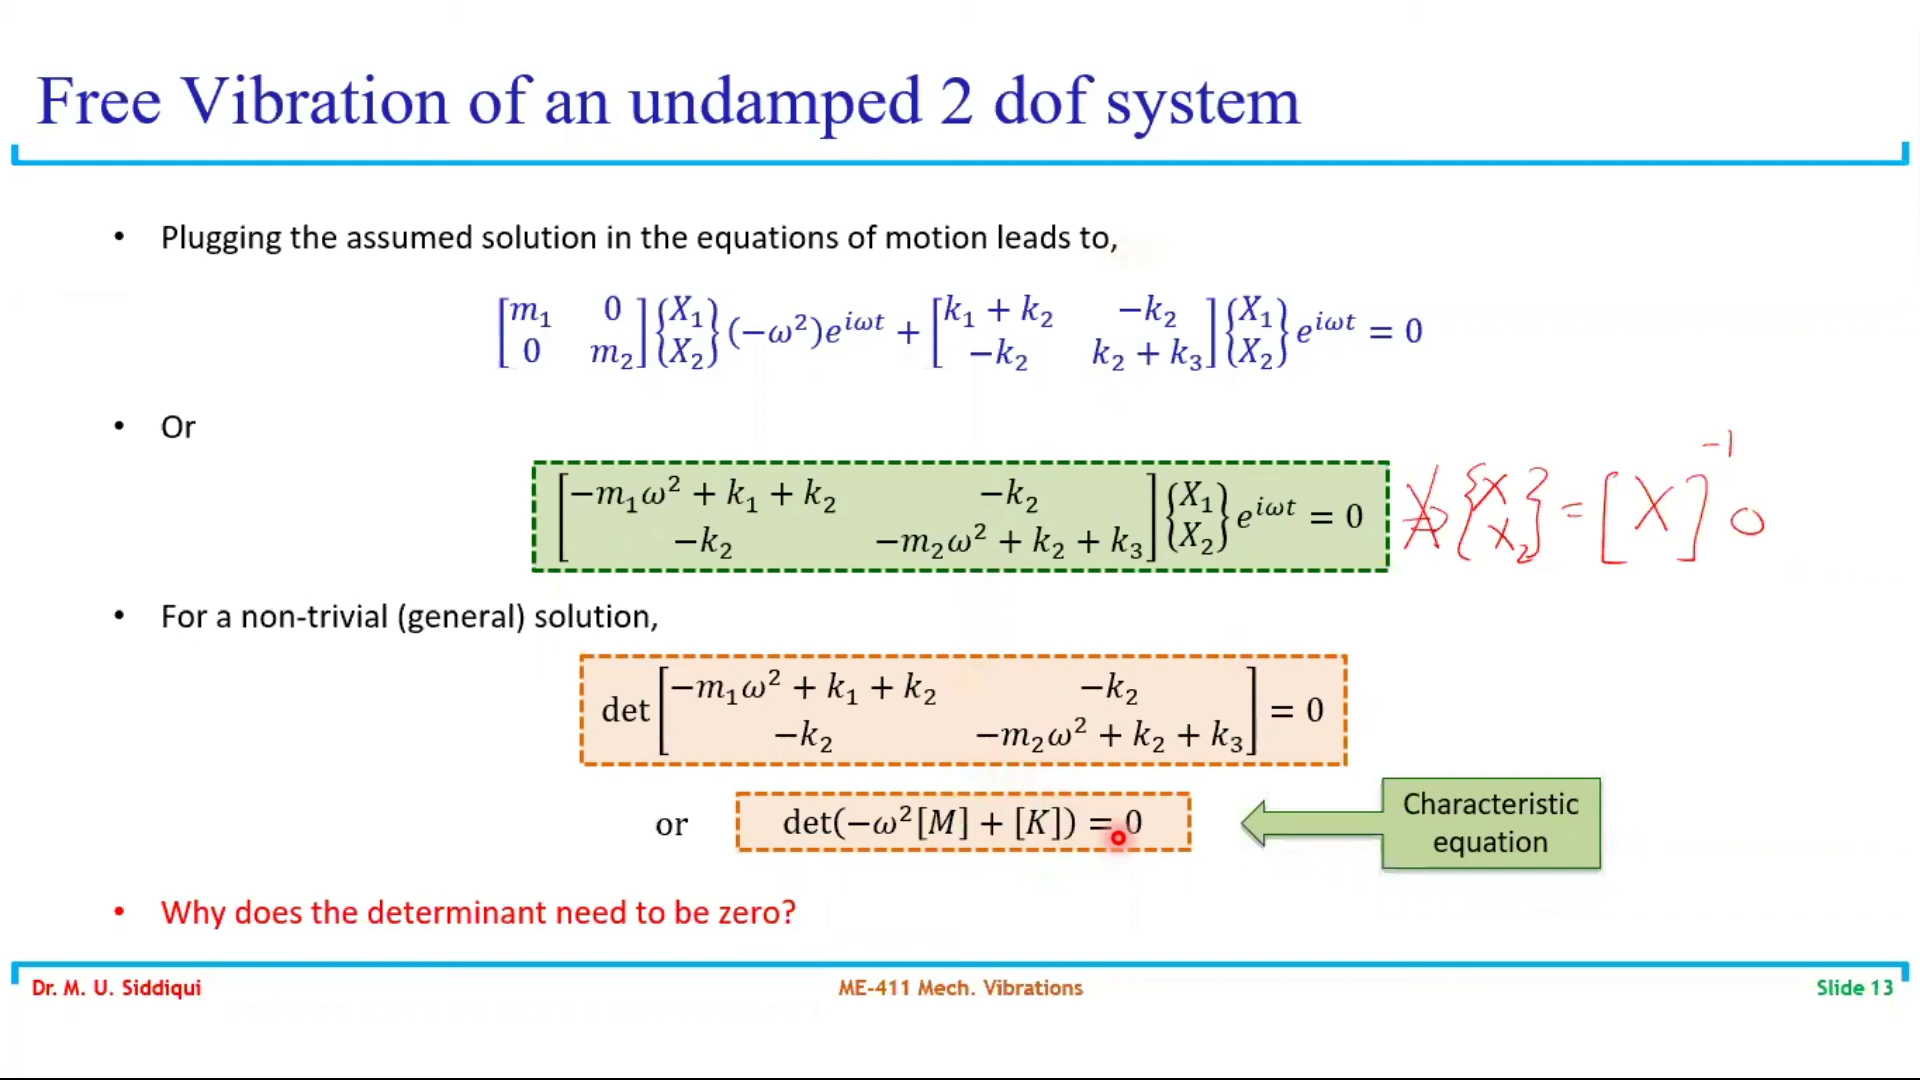 Free Vibration of an undamped 2 dof system
• Plugging the assumed solution in the equations of motion leads to,
[m₁ 0; 0 m₂]{X₁; X₂}(−ω²)e^{iωt} + [k₁ + k₂ −k₂; −k₂ k₂ + k₃]{X₁; X₂}e^{iωt} = 0
• Or
[−m₁ω² + k₁ + k₂ −k₂; −k₂ −m₂ω² + k₂ + k₃]{X₁; X₂}e^{iωt} = 0
{x; x₂} = [X]⁻¹ 0
• For a non-trivial (general) solution,
det[−m₁ω² + k₁ + k₂ −k₂; −k₂ −m₂ω² + k₂ + k₃] = 0
or det(−ω²[M] + [K]) = 0
Characteristic
equation
• Why does the determinant need to be zero?
Dr. M. U. Siddiqui ME-411 Mech. Vibrations Slide 13